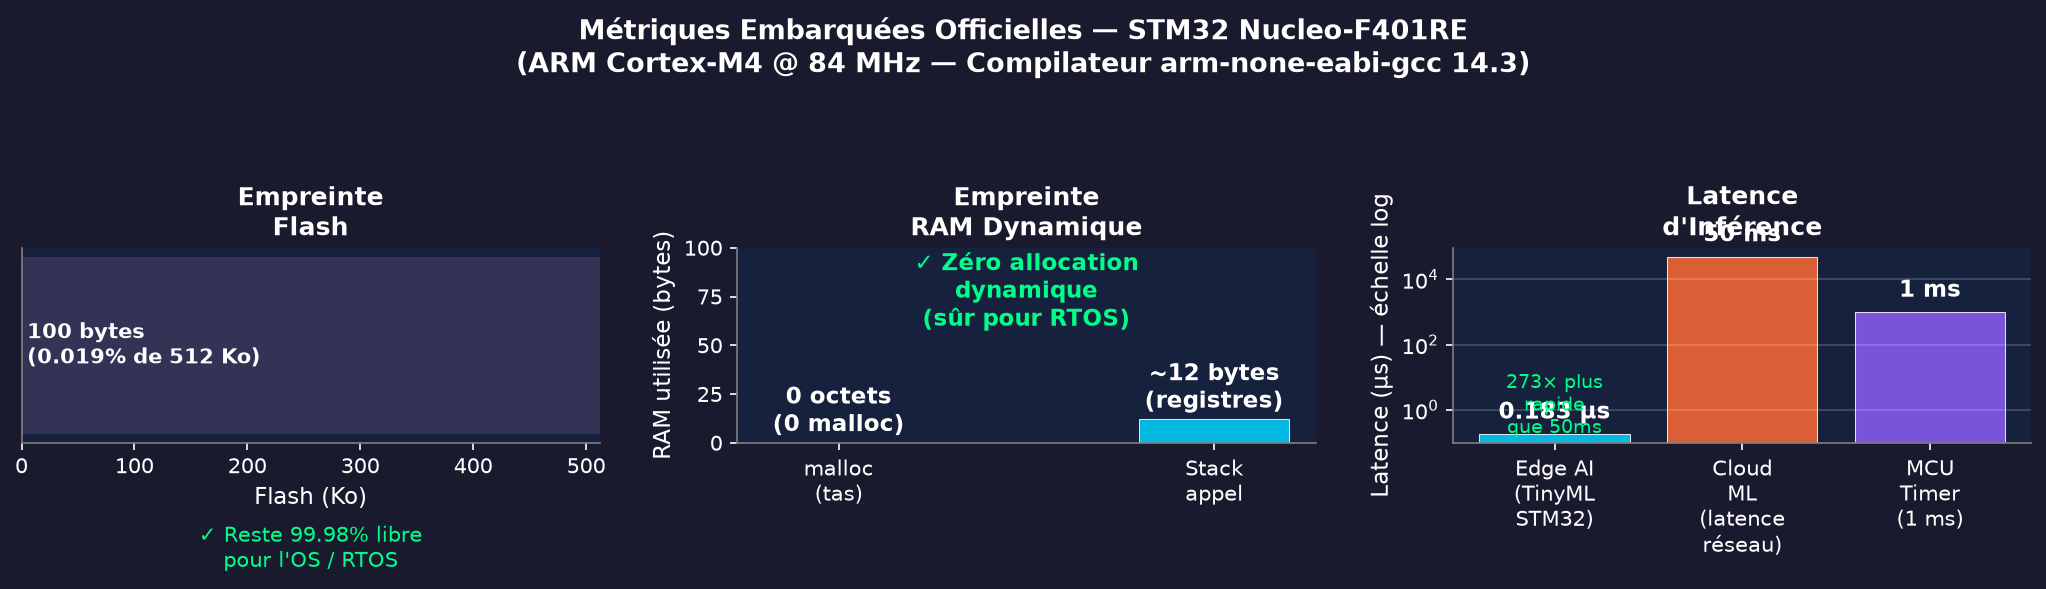 Métriques Embarquées Officielles — STM32 Nucleo-F401RE
(ARM Cortex-M4 @ 84 MHz — Compilateur arm-none-eabi-gcc 14.3)
Empreinte
Flash
100 bytes
(0.019% de 512 Ko)
0
100
200
300
400
500
Flash (Ko)
✓ Reste 99.98% libre
pour l'OS / RTOS
Empreinte
RAM Dynamique
RAM utilisée (bytes)
100
75
50
25
0
✓ Zéro allocation
dynamique
(sûr pour RTOS)
0 octets
(0 malloc)
~12 bytes
(registres)
malloc
(tas)
Stack
appel
Latence
d'Inférence
Latence (µs) — échelle log
10⁴
10²
10⁰
50 ms
1 ms
273× plus
rapide
que 50ms
0.183 µs
Edge AI
(TinyML
STM32)
Cloud
ML
(latence
réseau)
MCU
Timer
(1 ms)